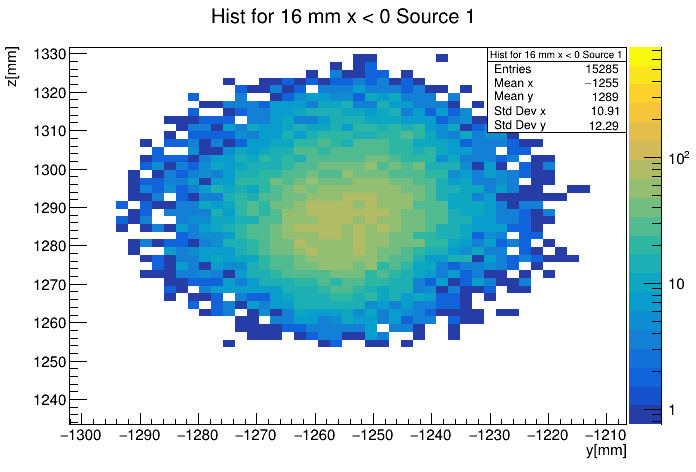 Hist for 16 mm x < 0 Source 1
z[mm]
1330
1320
1310
1300
1290
1280
1270
1260
1250
1240
Hist for 16 mm x < 0 Source 1
Entries 15285
Mean x −1255
Mean y 1289
Std Dev x 10.91
Std Dev y 12.29
10²
10
1
−1300 −1290 −1280 −1270 −1260 −1250 −1240 −1230 −1220 −1210
y[mm]